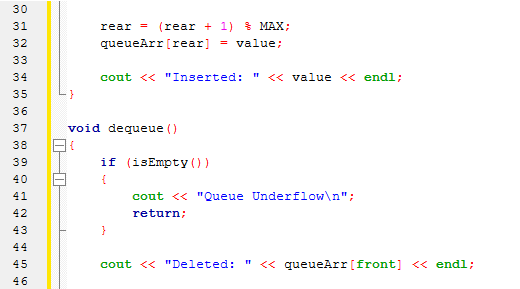 30
31 rear = (rear + 1) % MAX;
32 queueArr[rear] = value;
33
34 cout << "Inserted: " << value << endl;
35 }
36
37 void dequeue()
38 {
39 if (isEmpty())
40 {
41 cout << "Queue Underflow\n";
42 return;
43 }
44
45 cout << "Deleted: " << queueArr[front] << endl;
46